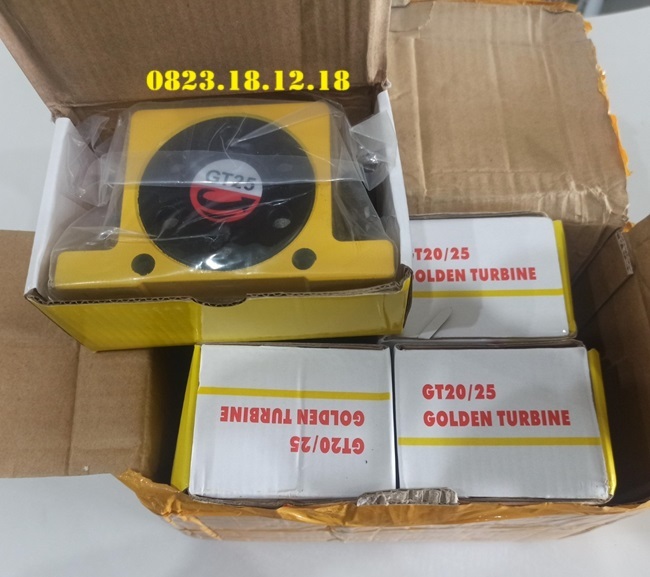 0823.18.12.18
GT25
GT20/25
GOLDEN TURBINE
GT20/25
GOLDEN TURBINE
GT20/25
GOLDEN TURBINE